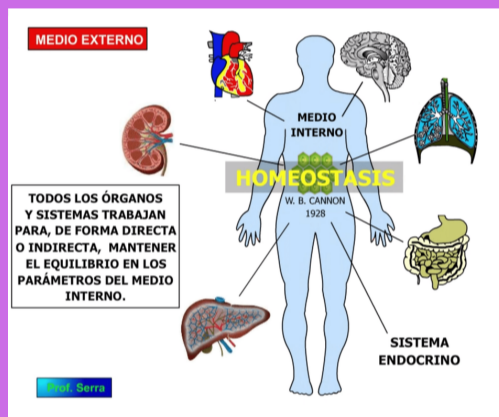 MEDIO EXTERNO
MEDIO
INTERNO
HOMEOSTASIS
W. B. CANNON
1928
TODOS LOS ÓRGANOS
Y SISTEMAS TRABAJAN
PARA, DE FORMA DIRECTA
O INDIRECTA, MANTENER
EL EQUILIBRIO EN LOS
PARÁMETROS DEL MEDIO
INTERNO.
SISTEMA
ENDOCRINO
Prof. Serra